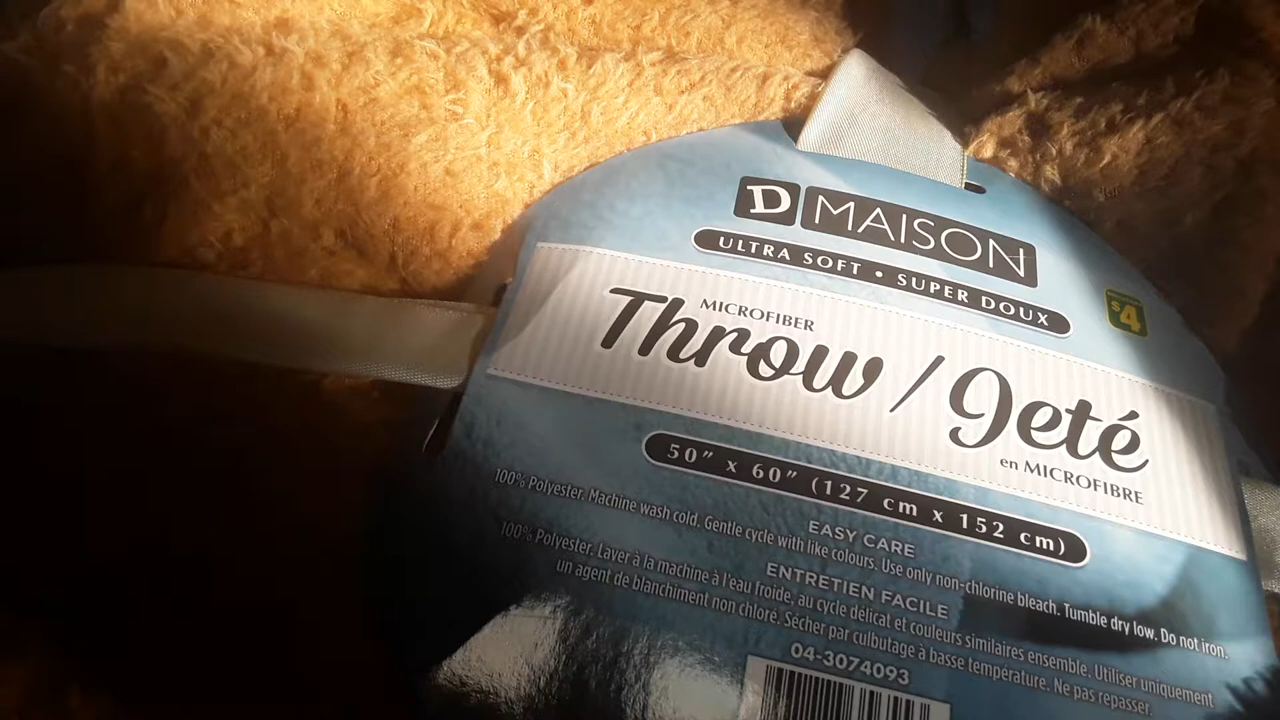 D MAISON
ULTRA SOFT • SUPER DOUX
$4
MICROFIBER
Throw / Jeté
en MICROFIBRE
50" x 60" (127 cm x 152 cm)
EASY CARE
100% Polyester. Machine wash cold. Gentle cycle with like colours. Use only non-chlorine bleach. Tumble dry low. Do not iron.
ENTRETIEN FACILE
100% Polyester. Laver à la machine à l'eau froide, au cycle délicat et couleurs similaires ensemble. Utiliser uniquement
un agent de blanchiment non chloré. Sécher par culbutage à basse température. Ne pas repasser.
04-3074093